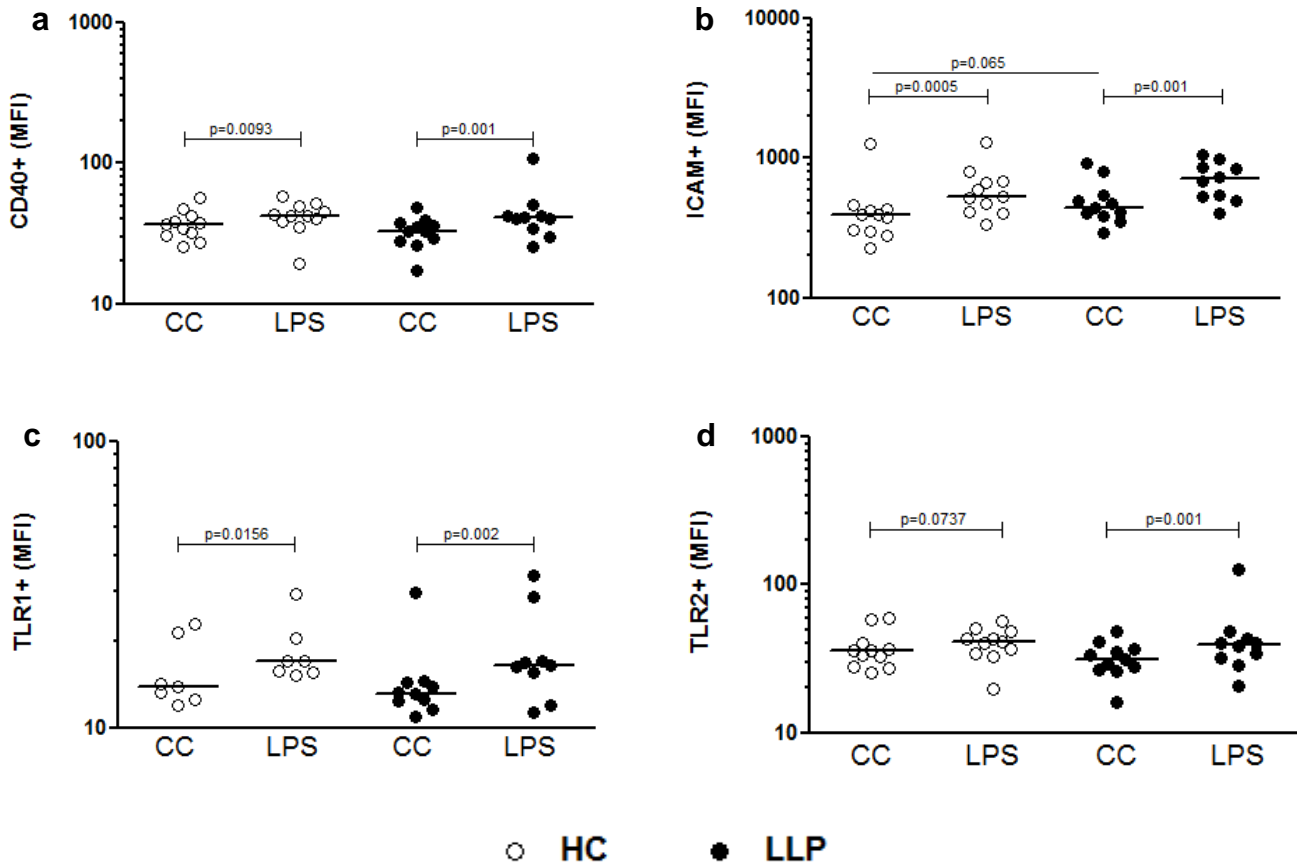 a
1000
100
10
CD40+ (MFI)
p=0.0093
p=0.001
CC LPS CC LPS
b
10000
1000
100
ICAM+ (MFI)
p=0.065
p=0.0005
p=0.001
CC LPS CC LPS
c
100
10
TLR1+ (MFI)
p=0.0156
p=0.002
CC LPS CC LPS
d
1000
100
10
TLR2+ (MFI)
p=0.0737
p=0.001
CC LPS CC LPS
HC LLP